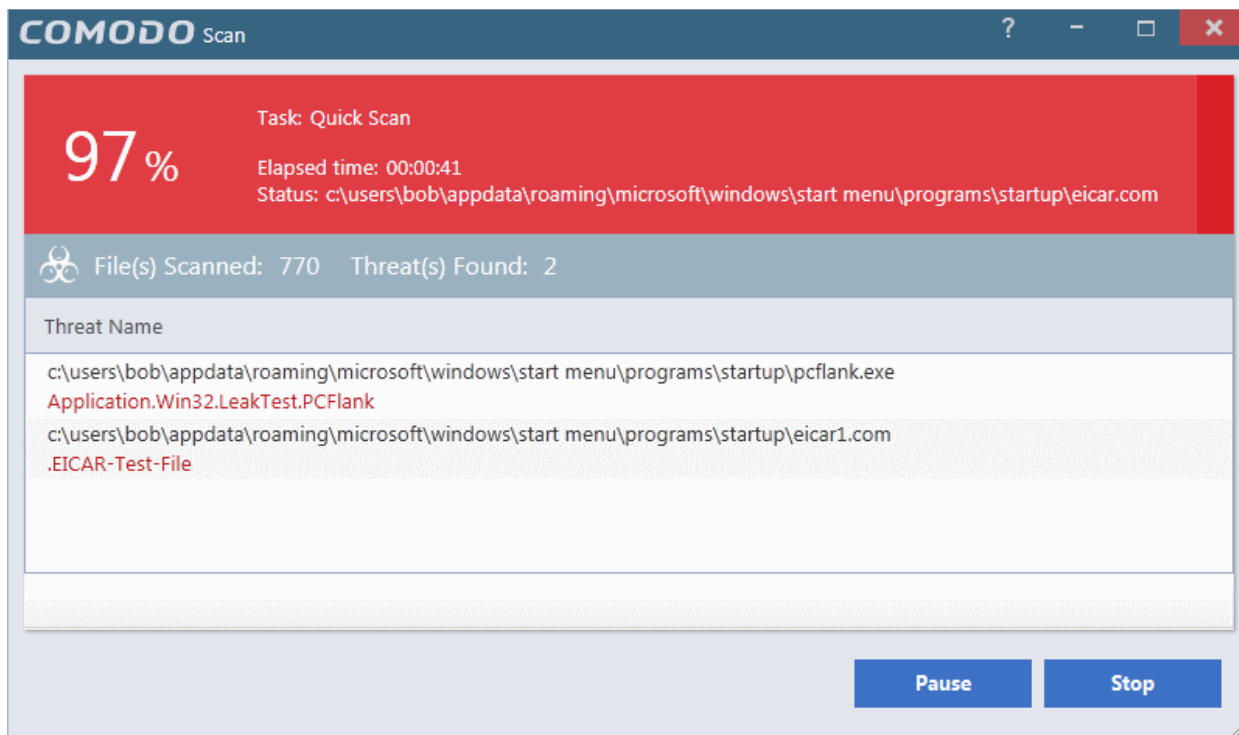 COMODO Scan
?
97 %
Task: Quick Scan
Elapsed time: 00:00:41
Status: c:\users\bob\appdata\roaming\microsoft\windows\start menu\programs\startup\eicar.com
File(s) Scanned: 770 Threat(s) Found: 2
Threat Name
c:\users\bob\appdata\roaming\microsoft\windows\start menu\programs\startup\pcflank.exe
Application.Win32.LeakTest.PCFlank
c:\users\bob\appdata\roaming\microsoft\windows\start menu\programs\startup\eicar1.com
.EICAR-Test-File
Pause Stop